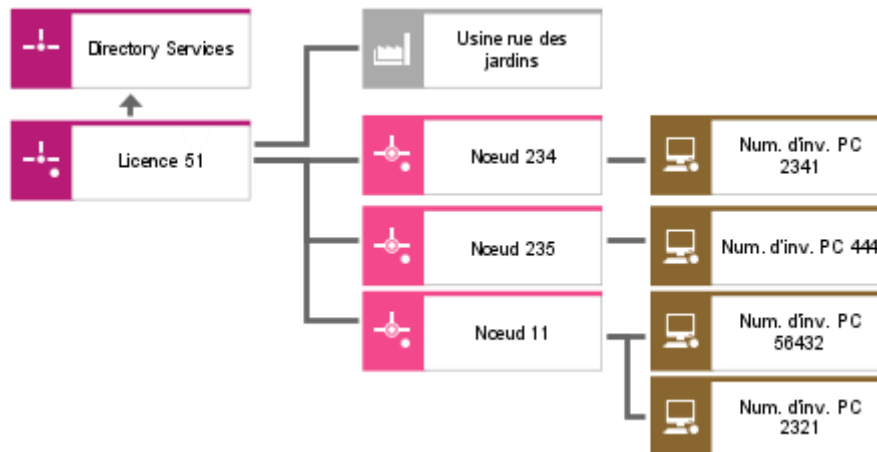 Directory Services
Usine rue des
jardins
Licence 51
Nœud 234
Num. d'inv. PC
2341
Nœud 235
Num. d'inv. PC 444
Nœud 11
Num. d'inv. PC
56432
Num. d'inv. PC
2321